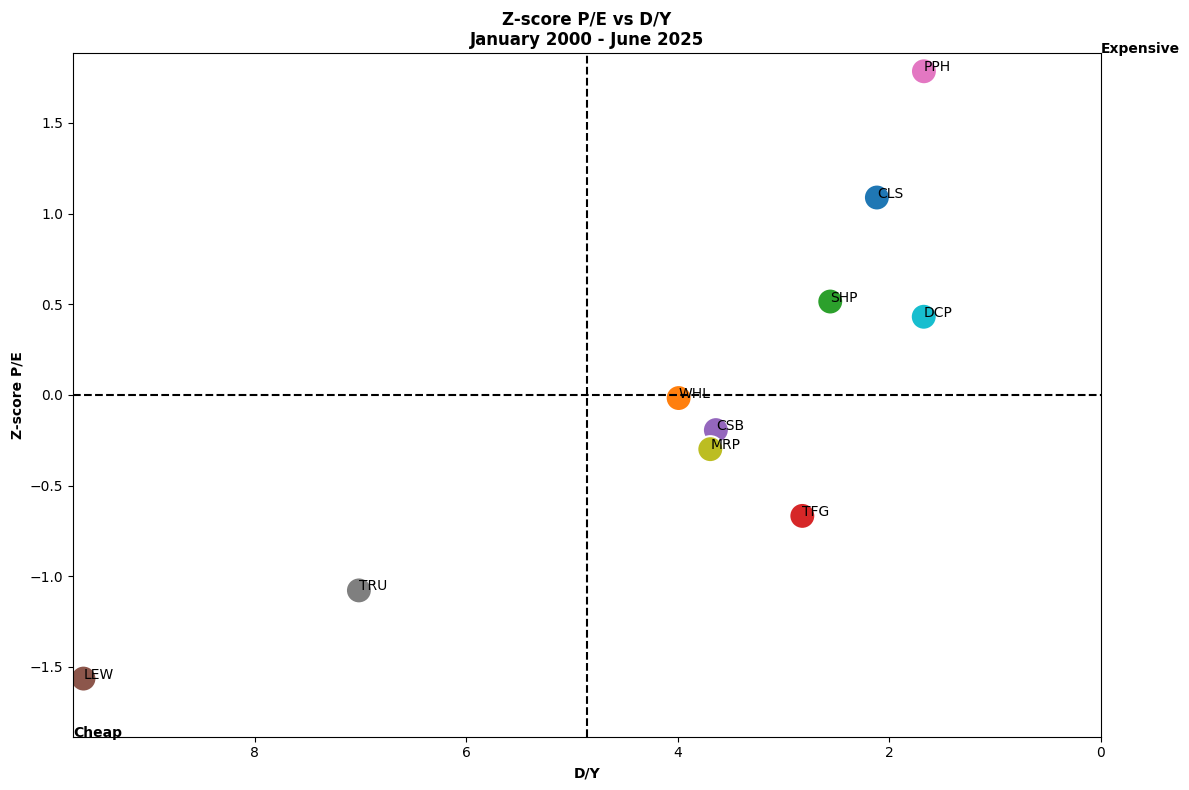 Z-score P/E vs D/Y
January 2000 - June 2025
Expensive
PPH
1.5
CLS
1.0
SHP
0.5
DCP
WHL
0.0
CSB
MRP
−0.5
TFG
TRU
−1.0
−1.5
LEW
Cheap
8
6
4
2
0
D/Y
Z-score P/E